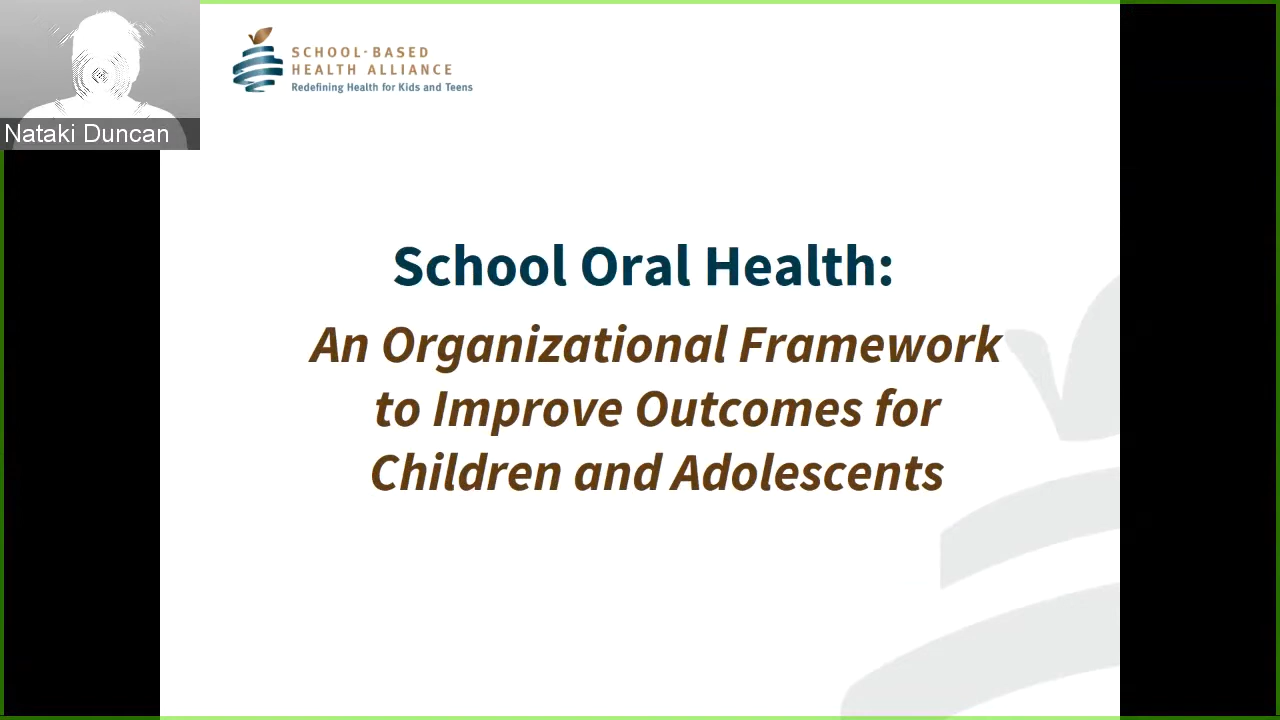 SCHOOL-BASED
HEALTH ALLIANCE
Redefining Health for Kids and Teens
Nataki Duncan
School Oral Health:
An Organizational Framework
to Improve Outcomes for
Children and Adolescents